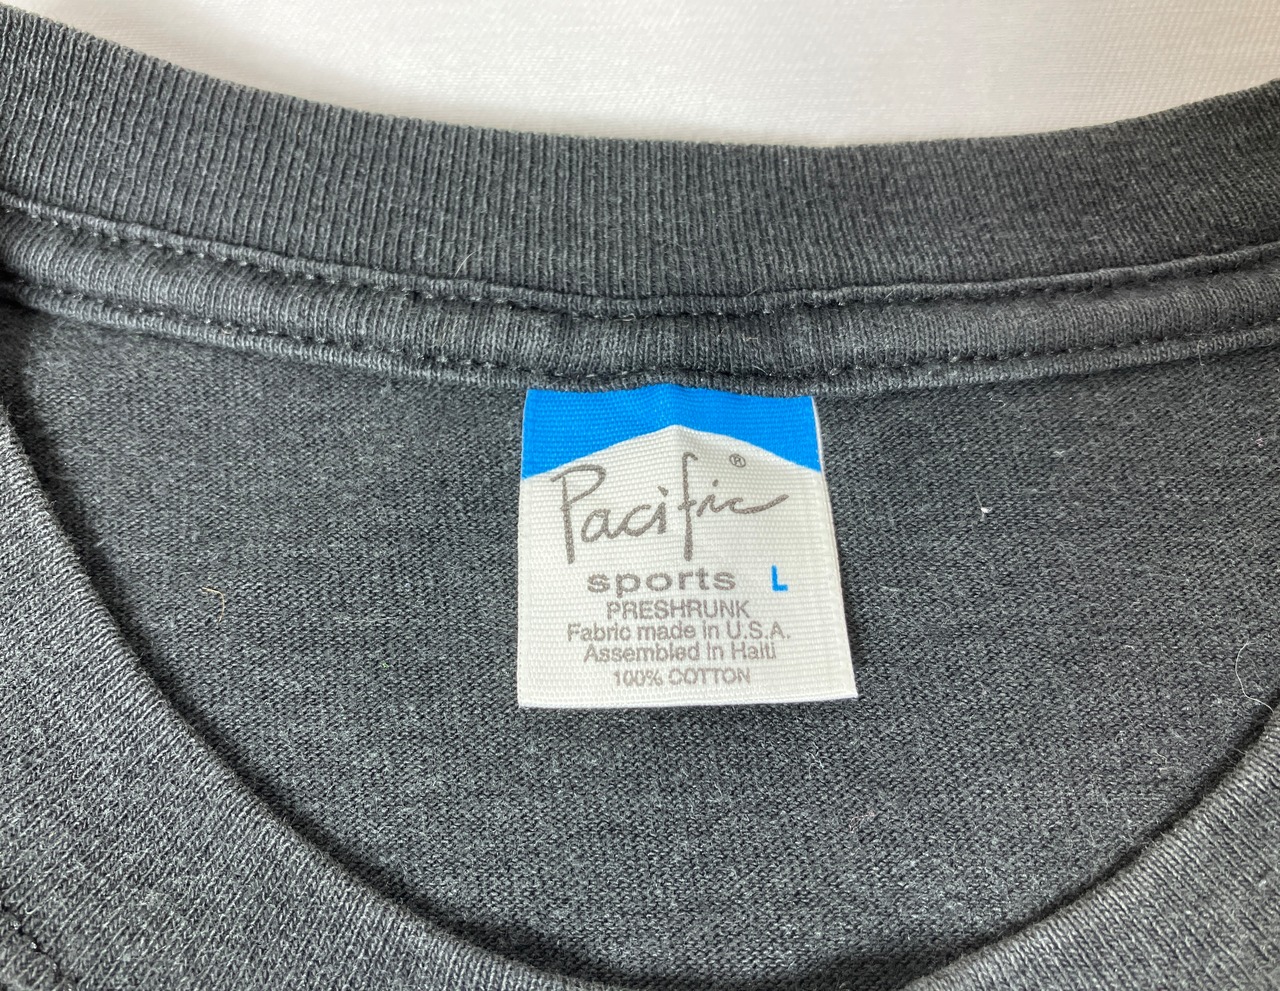 Pacific®
sports L
PRESHRUNK
Fabric made in U.S.A.
Assembled in Haiti
100% COTTON